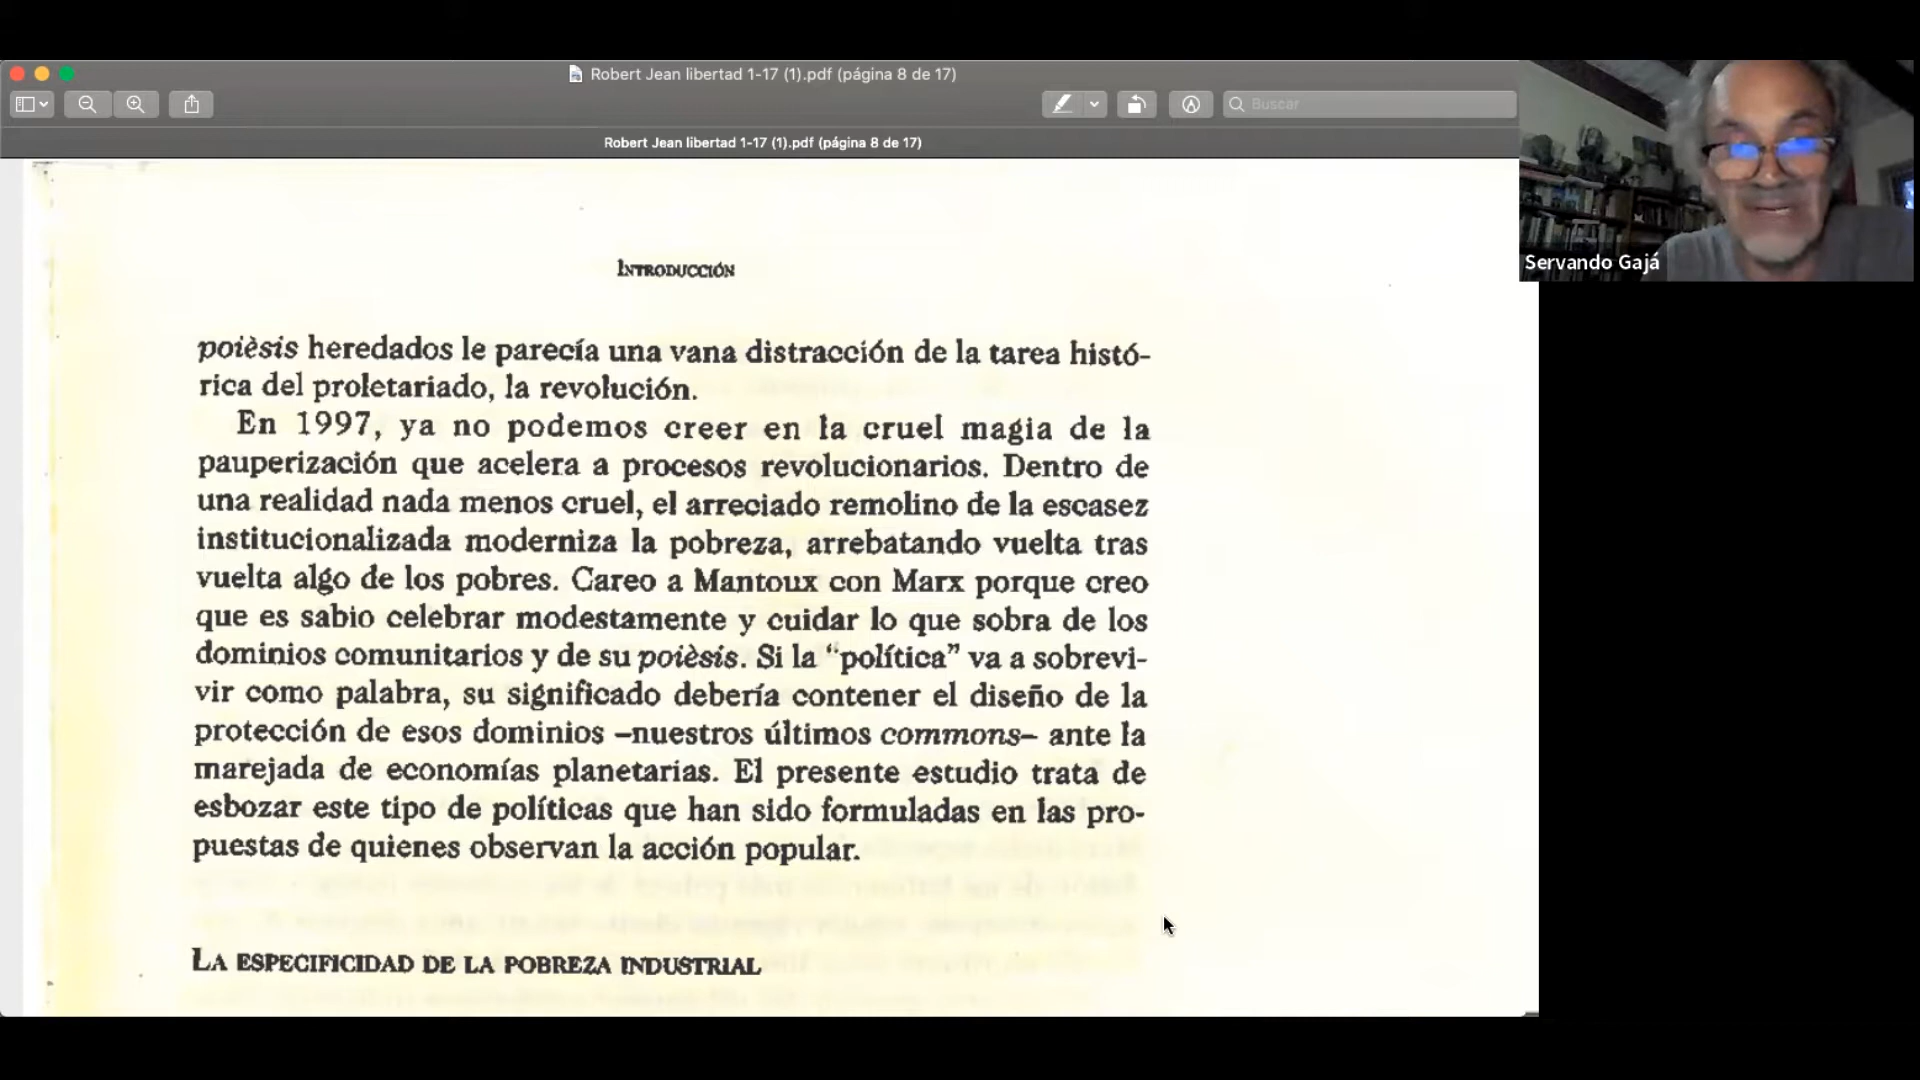 Robert Jean libertad 1-17 (1).pdf (página 8 de 17)
Buscar
Robert Jean libertad 1-17 (1).pdf (página 8 de 17)
Servando Gajá
INTRODUCCIÓN
poièsis heredados le parecía una vana distracción de la tarea histó-
rica del proletariado, la revolución.
En 1997, ya no podemos creer en la cruel magia de la
pauperización que acelera a procesos revolucionarios. Dentro de
una realidad nada menos cruel, el arreciado remolino de la escasez
institucionalizada moderniza la pobreza, arrebatando vuelta tras
vuelta algo de los pobres. Careo a Mantoux con Marx porque creo
que es sabio celebrar modestamente y cuidar lo que sobra de los
dominios comunitarios y de su poièsis. Si la “política” va a sobrevi-
vir como palabra, su significado debería contener el diseño de la
protección de esos dominios –nuestros últimos commons– ante la
marejada de economías planetarias. El presente estudio trata de
esbozar este tipo de políticas que han sido formuladas en las pro-
puestas de quienes observan la acción popular.
LA ESPECIFICIDAD DE LA POBREZA INDUSTRIAL